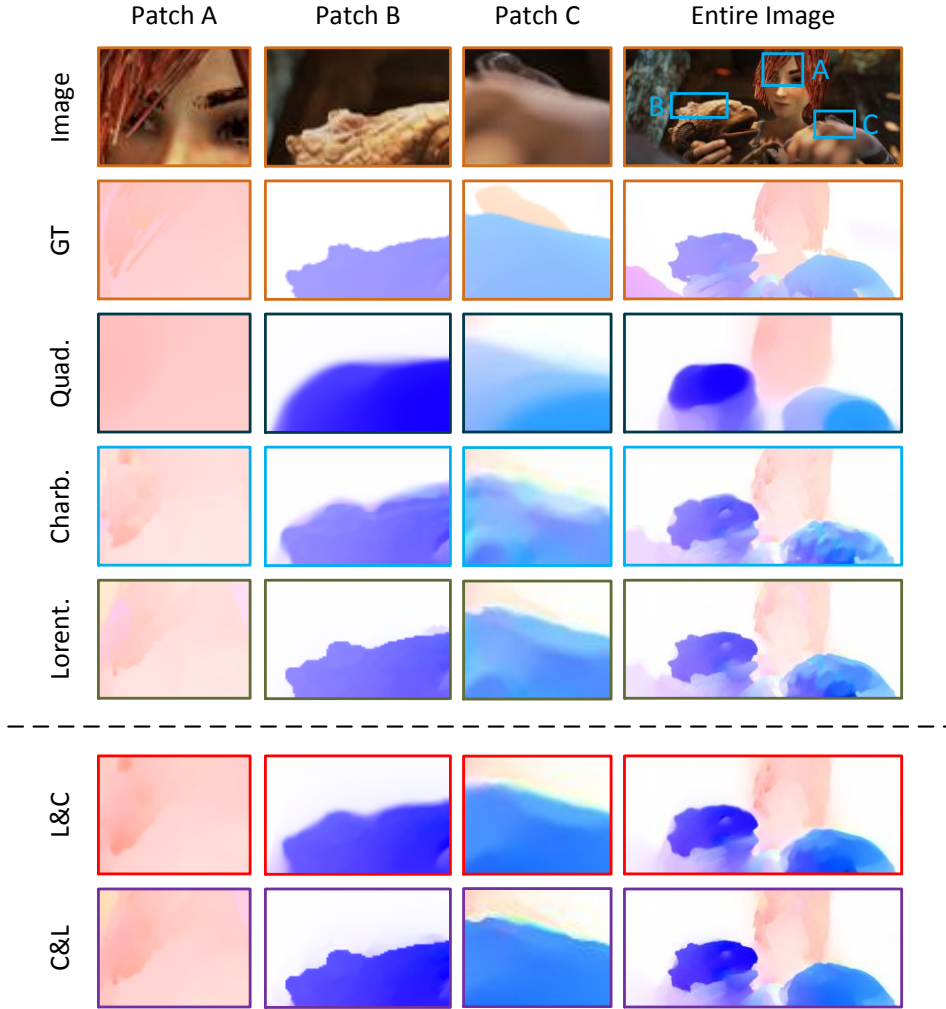 Patch A Patch B Patch C Entire Image
Image
A
B
C
GT
Quad.
Charb.
Lorent.
L&C
C&L